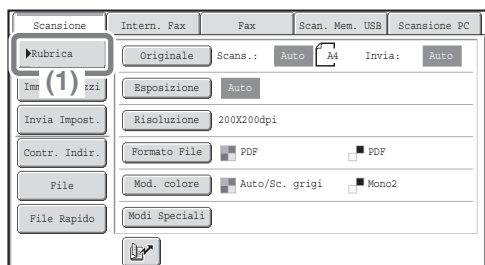 Scansione Intern. Fax Fax Scan. Mem. USB Scansione PC
Rubrica Originale Scans.: Auto A4 Invia: Auto
(1) Esposizione Auto
Invia Impost. Risoluzione 200X200dpi
Contr. Indir. Formato File PDF PDF
File Mod. colore Auto/Sc. grigi Mono2
File Rapido Modi Speciali